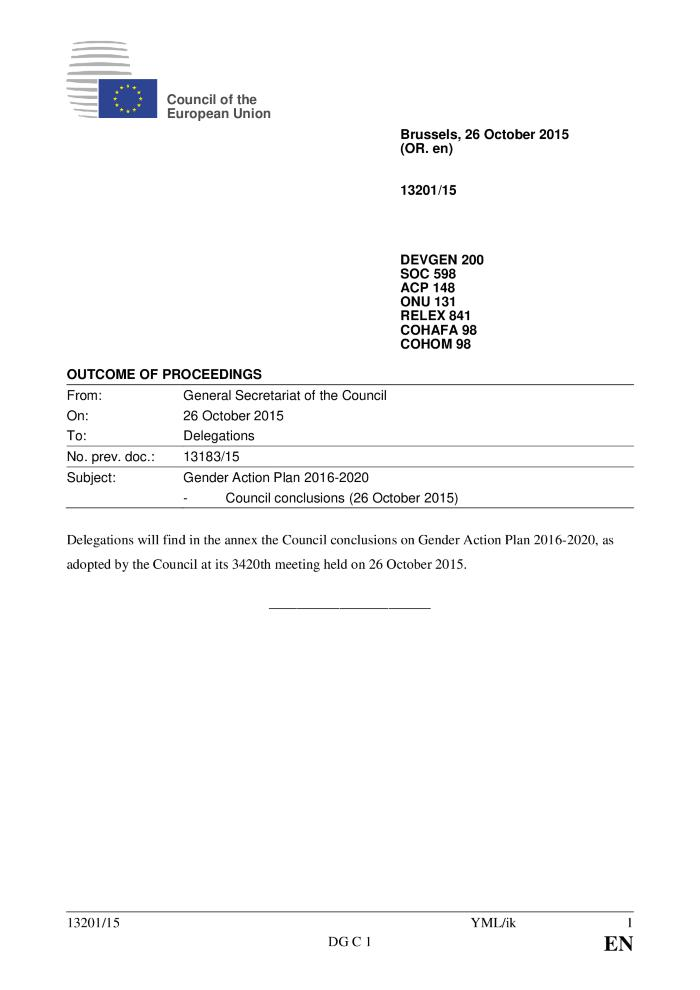 Council of the
European Union
Brussels, 26 October 2015
(OR. en)
13201/15
DEVGEN 200
SOC 598
ACP 148
ONU 131
RELEX 841
COHAFA 98
COHOM 98
OUTCOME OF PROCEEDINGS
From: General Secretariat of the Council
On: 26 October 2015
To: Delegations
No. prev. doc.: 13183/15
Subject: Gender Action Plan 2016-2020
- Council conclusions (26 October 2015)
Delegations will find in the annex the Council conclusions on Gender Action Plan 2016-2020, as
adopted by the Council at its 3420th meeting held on 26 October 2015.
13201/15 YML/ik 1
DG C 1 EN